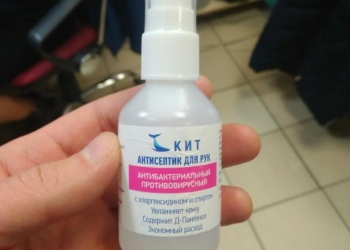 КИТ
АНТИСЕПТИК ДЛЯ РУК
АНТИБАКТЕРИАЛЬНЫЙ
ПРОТИВОВИРУСНЫЙ
с хлоргексидином и спиртом
Увлажняет кожу
Содержит Д-Пантенол
Экономный расход